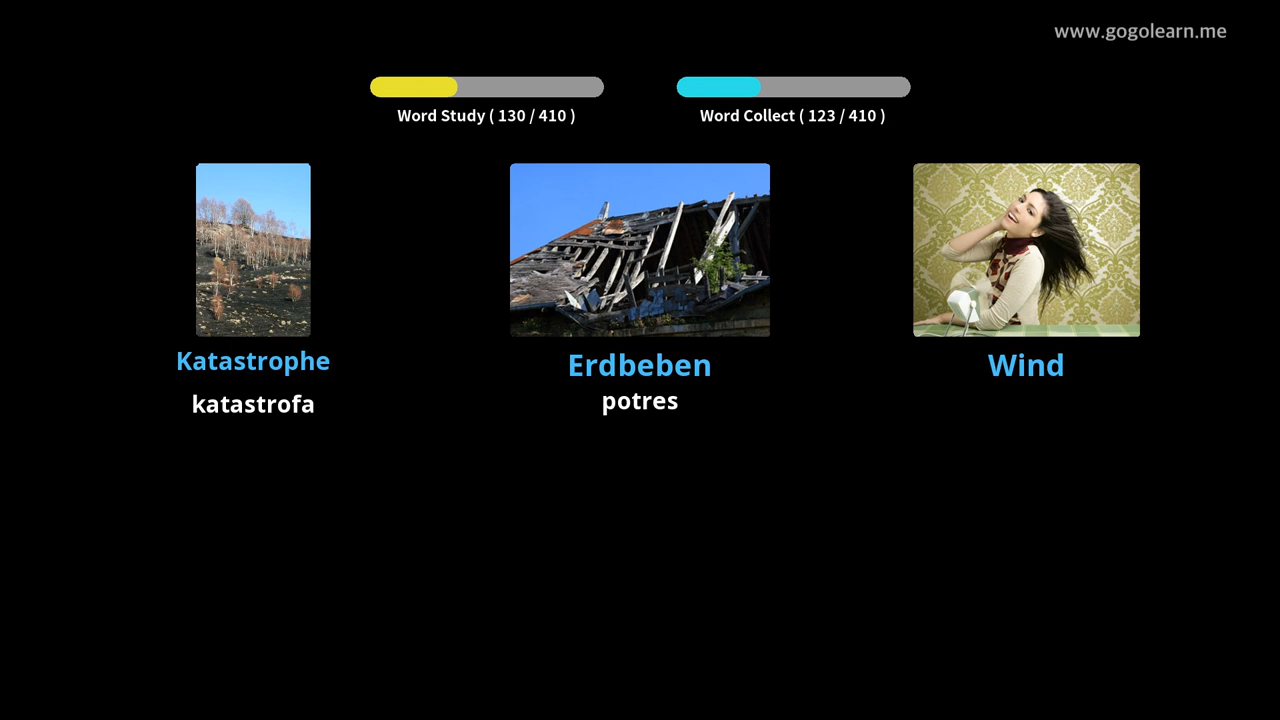 www.gogolearn.me
Word Study ( 130 / 410 )
Word Collect ( 123 / 410 )
Katastrophe
katastrofa
Erdbeben
potres
Wind